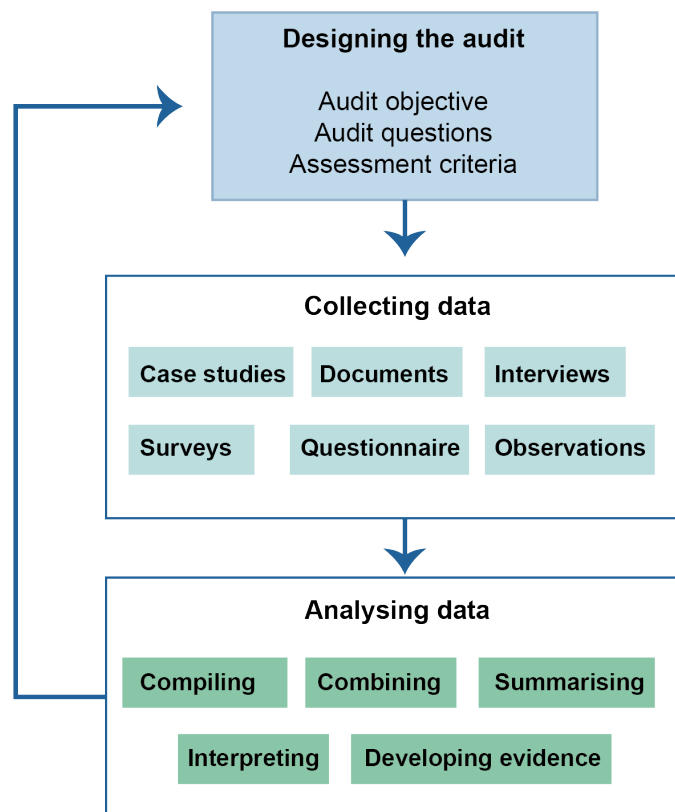 Designing the audit
Audit objective
Audit questions
Assessment criteria
Collecting data
Case studies
Documents
Interviews
Surveys
Questionnaire
Observations
Analysing data
Compiling
Combining
Summarising
Interpreting
Developing evidence